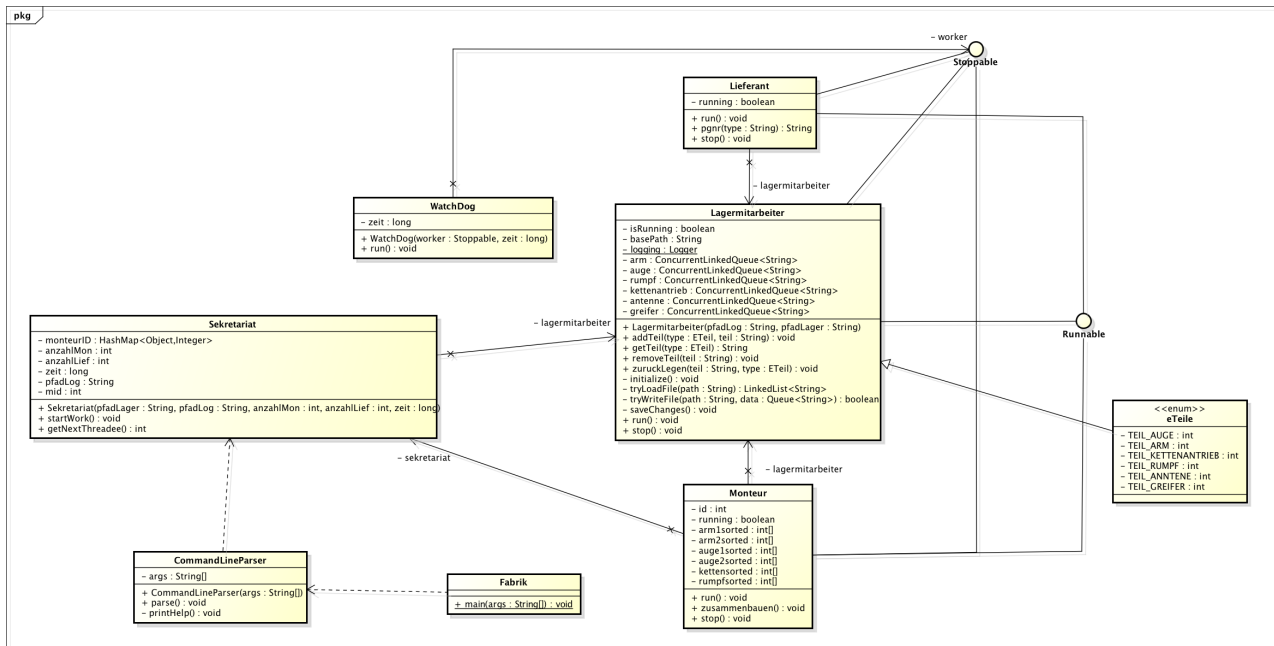 pkg
- worker
Stoppable
Lieferant
- running : boolean
+ run() : void
+ pgnr(type : String) : String
+ stop() : void
- lagermitarbeiter
WatchDog
- zeit : long
+ WatchDog(worker : Stoppable, zeit : long)
+ run() : void
Lagermitarbeiter
- isRunning : boolean
- basePath : String
- logging : Logger
- arm : ConcurrentLinkedQueue<String>
- auge : ConcurrentLinkedQueue<String>
- rumpf : ConcurrentLinkedQueue<String>
- kettenantrieb : ConcurrentLinkedQueue<String>
- antenne : ConcurrentLinkedQueue<String>
- greifer : ConcurrentLinkedQueue<String>
+ Lagermitarbeiter(pfadLog : String, pfadLager : String)
+ addTeil(type : ETeil, teil : String) : void
+ getTeil(type : ETeil) : String
+ removeTeil(teil : String) : void
+ zuruckLegen(teil : String, type : ETeil) : void
- initialize() : void
- tryLoadFile(path : String) : LinkedList<String>
- tryWriteFile(path : String, data : Queue<String>) : boolean
- saveChanges() : void
+ run() : void
+ stop() : void
Runnable
Sekretariat
- monteurID : HashMap<Object,Integer>
- anzahlMon : int
- anzahlLief : int
- zeit : long
- pfadLog : String
- mid : int
+ Sekretariat(pfadLager : String, pfadLog : String, anzahlMon : int, anzahlLief : int, zeit : long)
+ startWork() : void
+ getNextThreadee() : int
- lagermitarbeiter
<<enum>>
eTeile
- TEIL_AUGE : int
- TEIL_ARM : int
- TEIL_KETTENANTRIEB : int
- TEIL_RUMPF : int
- TEIL_ANNTENE : int
- TEIL_GREIFER : int
- sekretariat
- lagermitarbeiter
Monteur
- id : int
- running : boolean
- arm1sorted : int[]
- arm2sorted : int[]
- auge1sorted : int[]
- auge2sorted : int[]
- kettensorted : int[]
- rumpfsorted : int[]
+ run() : void
+ zusammenbauen() : void
+ stop() : void
CommandLineParser
- args : String[]
+ CommandLineParser(args : String[])
+ parse() : void
- printHelp() : void
Fabrik
+ main(args : String[]) : void